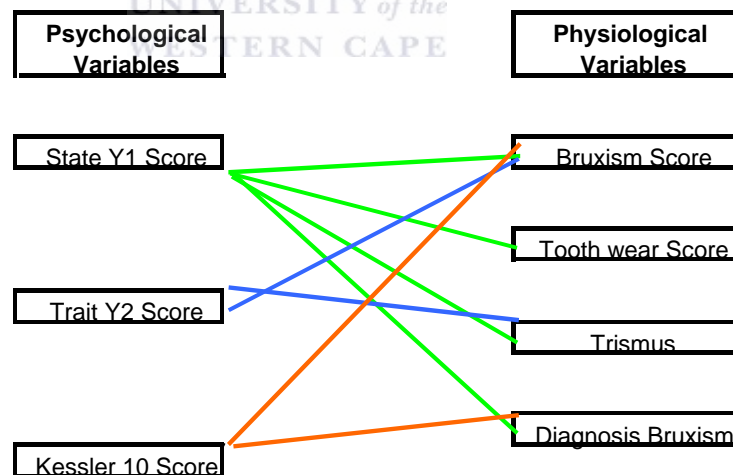 UNIVERSITY of the
WESTERN CAPE
Psychological
Variables
Physiological
Variables
State Y1 Score
Bruxism Score
Tooth wear Score
Trait Y2 Score
Trismus
Diagnosis Bruxism
Kessler 10 Score